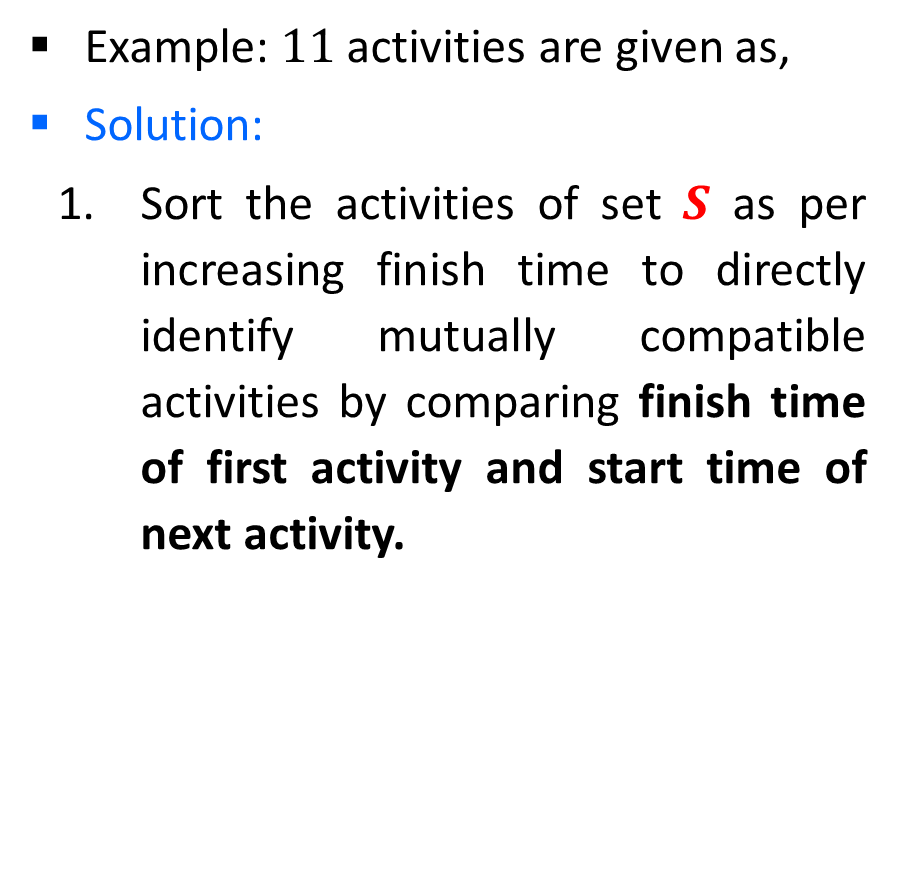 ▪ Example: 11 activities are given as,
▪ Solution:
1. Sort the activities of set S as per
increasing finish time to directly
identify mutually compatible
activities by comparing finish time
of first activity and start time of
next activity.